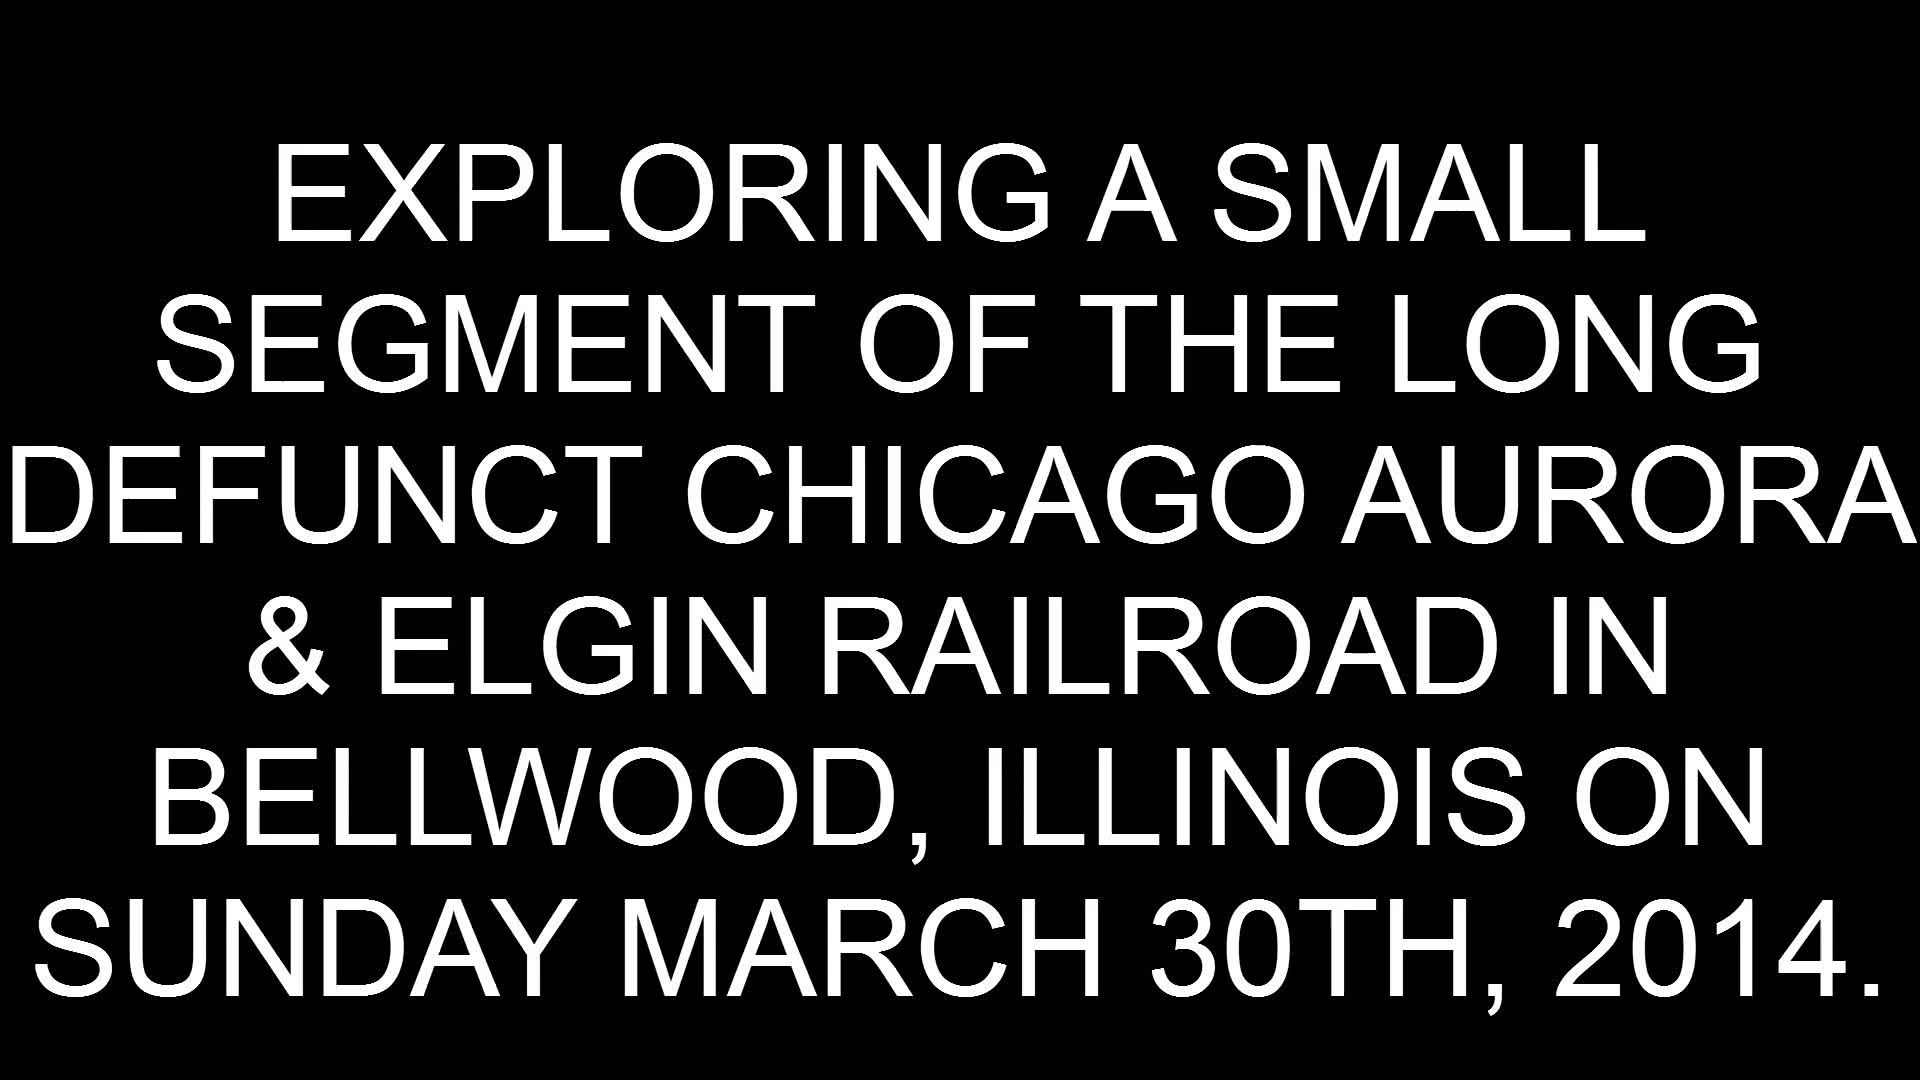 EXPLORING A SMALL
SEGMENT OF THE LONG
DEFUNCT CHICAGO AURORA
& ELGIN RAILROAD IN
BELLWOOD, ILLINOIS ON
SUNDAY MARCH 30TH, 2014.